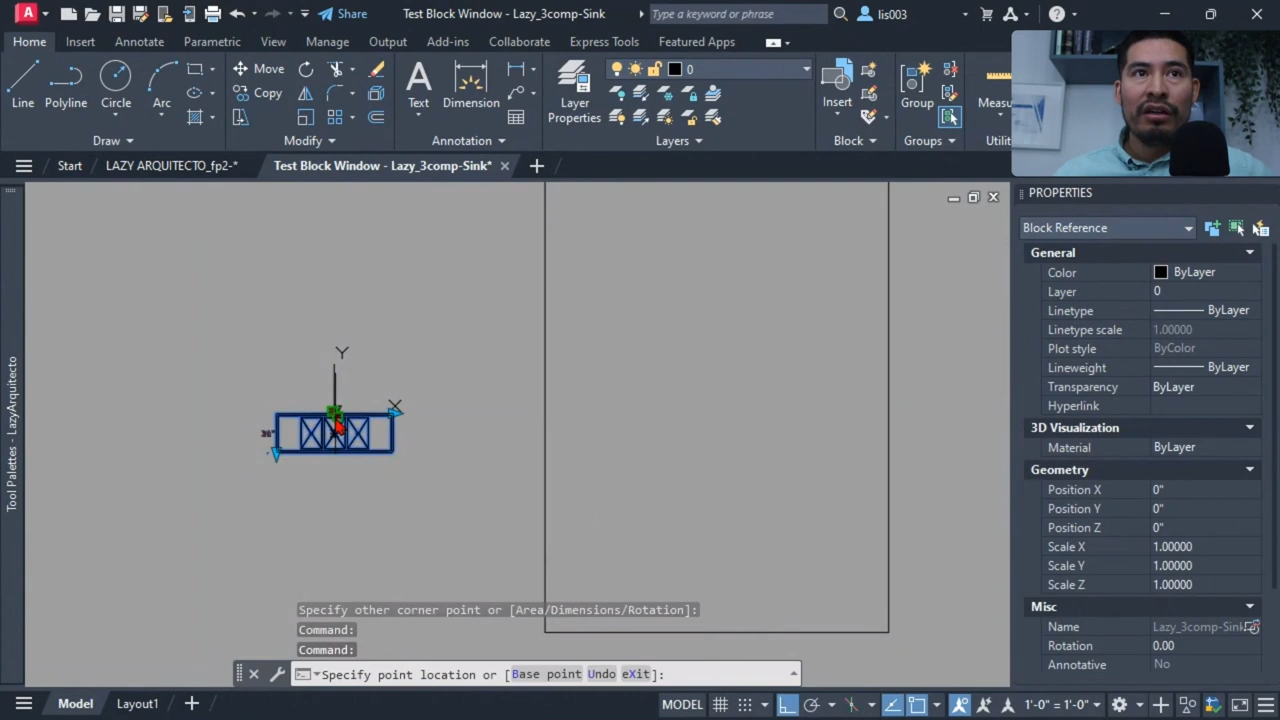 A Share Test Block Window - Lazy_3comp-Sink Type a keyword or phrase lis003
Home Insert Annotate Parametric View Manage Output Add-ins Collaborate Express Tools Featured Apps
Line Polyline Circle Arc Move Copy Text Dimension Layer Properties 0 Insert Group Measu
Draw Modify Annotation Layers Block Groups Utilit
Start LAZY ARQUITECTO_fp2-* Test Block Window - Lazy_3comp-Sink*
PROPERTIES
Block Reference
General
Color ByLayer
Layer 0
Linetype ByLayer
Linetype scale 1.00000
Plot style ByColor
Lineweight ByLayer
Transparency ByLayer
Hyperlink
3D Visualization
Material ByLayer
Geometry
Position X 0"
Position Y 0"
Position Z 0"
Scale X 1.00000
Scale Y 1.00000
Scale Z 1.00000
Misc
Name Lazy_3comp-Sink
Rotation 0.00
Annotative No
Tool Palettes - LazyArquitecto
Y
X
Specify other corner point or [Area/Dimensions/Rotation]:
Command:
Command:
Specify point location or [Base point Undo eXit]:
Model Layout1 MODEL 1'-0" = 1'-0"